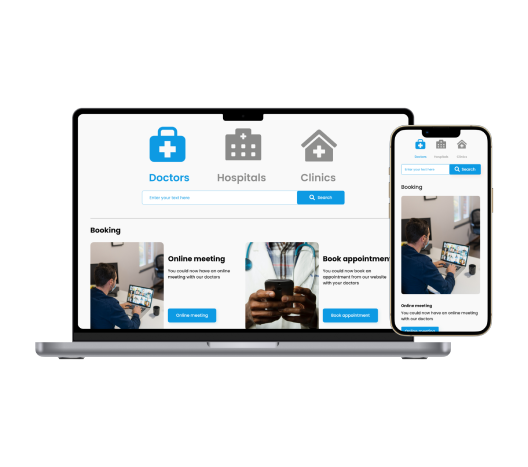 Doctors Hospitals Clinics
Enter your text here
Search
Booking
Online meeting
You could now have an online
meeting with our doctors
Online meeting
Book appointment
You could now book an
appointment from our website
with your doctors
Book appointment
Doctors Hospitals Clinics
Enter your text here
Search
Booking
Online meeting
You could now have an online meeting
with our doctors